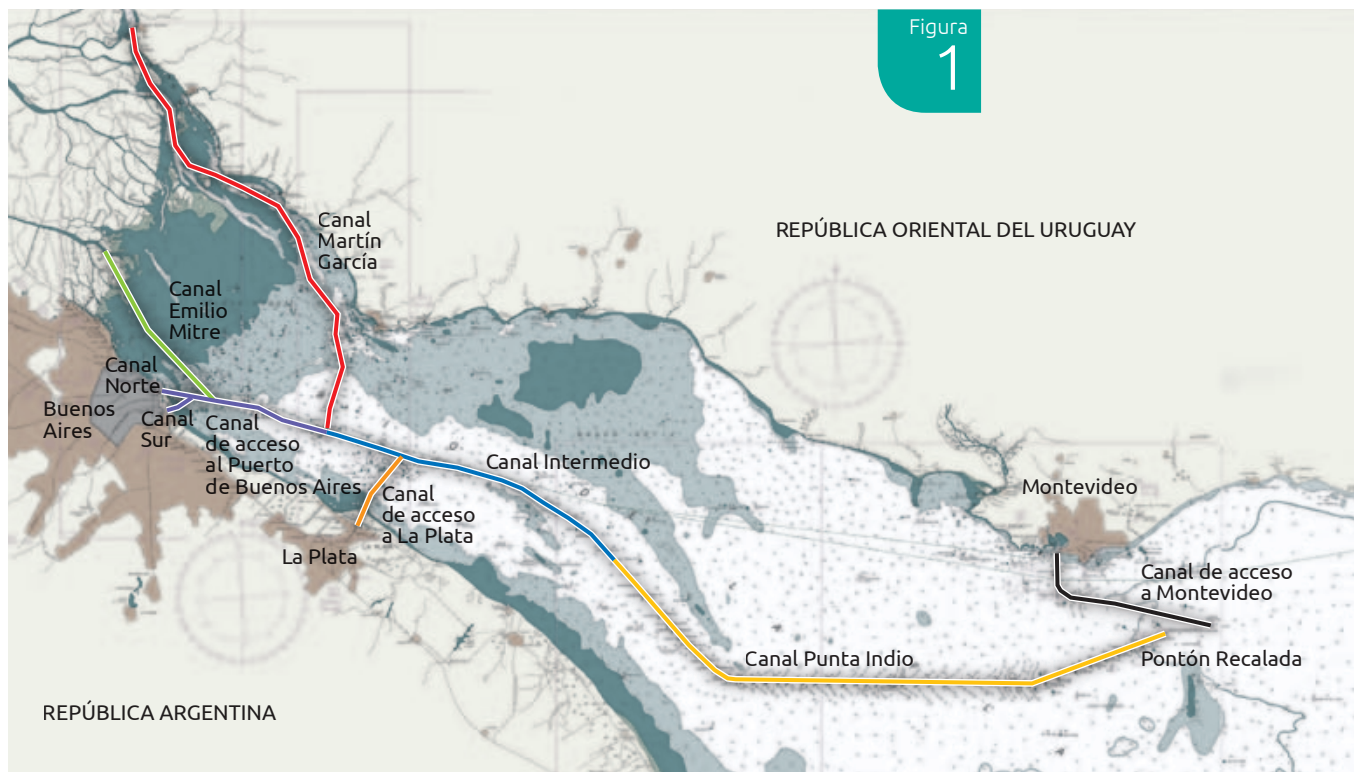 Figura
1
Canal
Martín
García
REPÚBLICA ORIENTAL DEL URUGUAY
Canal
Emilio
Mitre
Canal
Norte
Buenos
Aires
Canal
Sur
Canal
de acceso
al Puerto
de Buenos Aires
Canal Intermedio
Canal
de acceso
a La Plata
La Plata
Montevideo
Canal de acceso
a Montevideo
Canal Punta Indio
Pontón Recalada
REPÚBLICA ARGENTINA